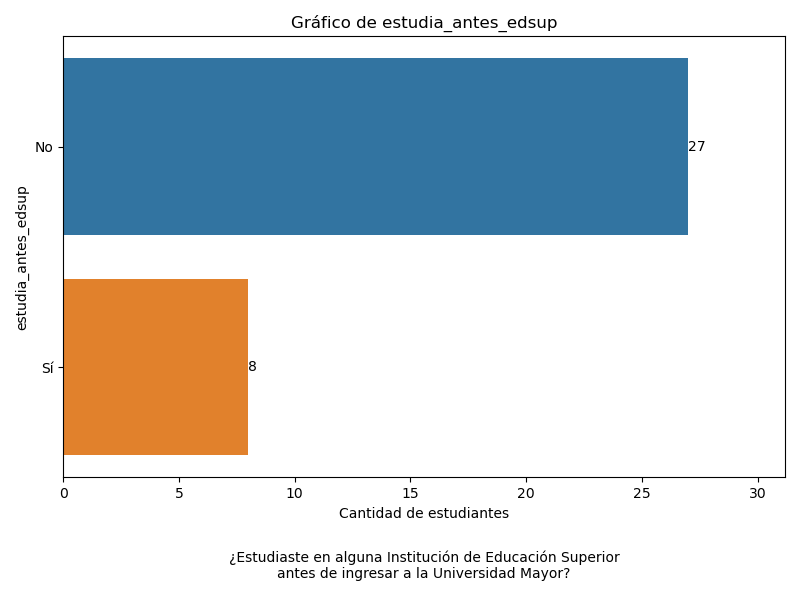 Gráfico de estudia_antes_edsup
No
27
estudia_antes_edsup
Sí
8
0 5 10 15 20 25 30
Cantidad de estudiantes
¿Estudiaste en alguna Institución de Educación Superior
antes de ingresar a la Universidad Mayor?